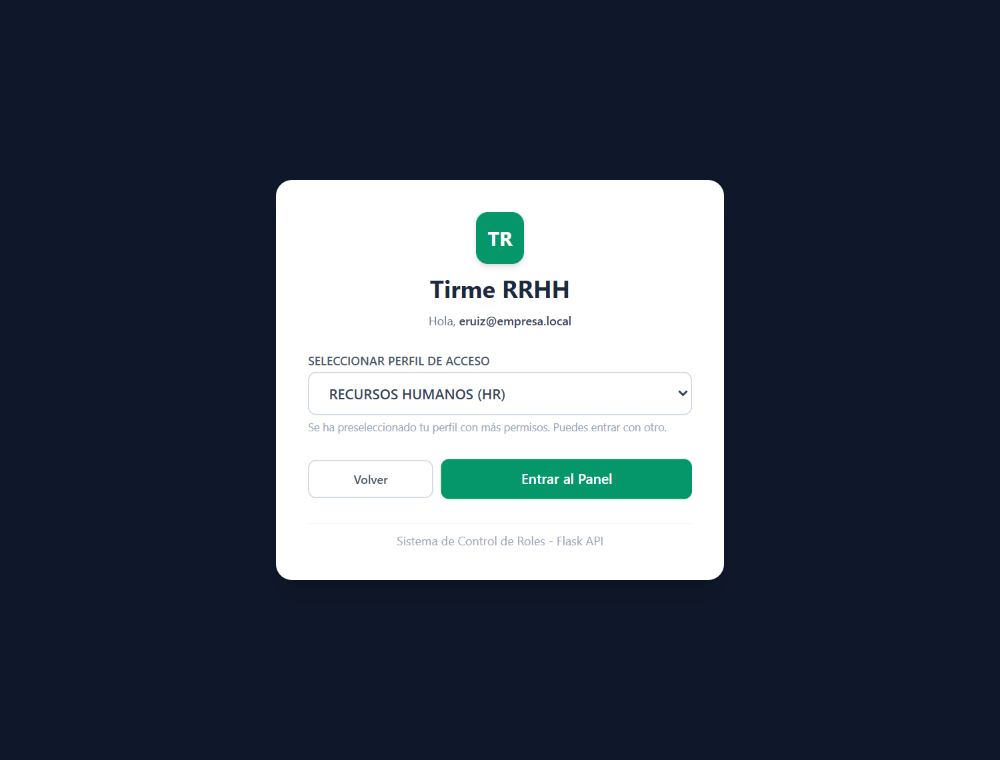 TR
Tirme RRHH
Hola, eruiz@empresa.local
SELECCIONAR PERFIL DE ACCESO
RECURSOS HUMANOS (HR)
Se ha preseleccionado tu perfil con más permisos. Puedes entrar con otro.
Volver
Entrar al Panel
Sistema de Control de Roles - Flask API